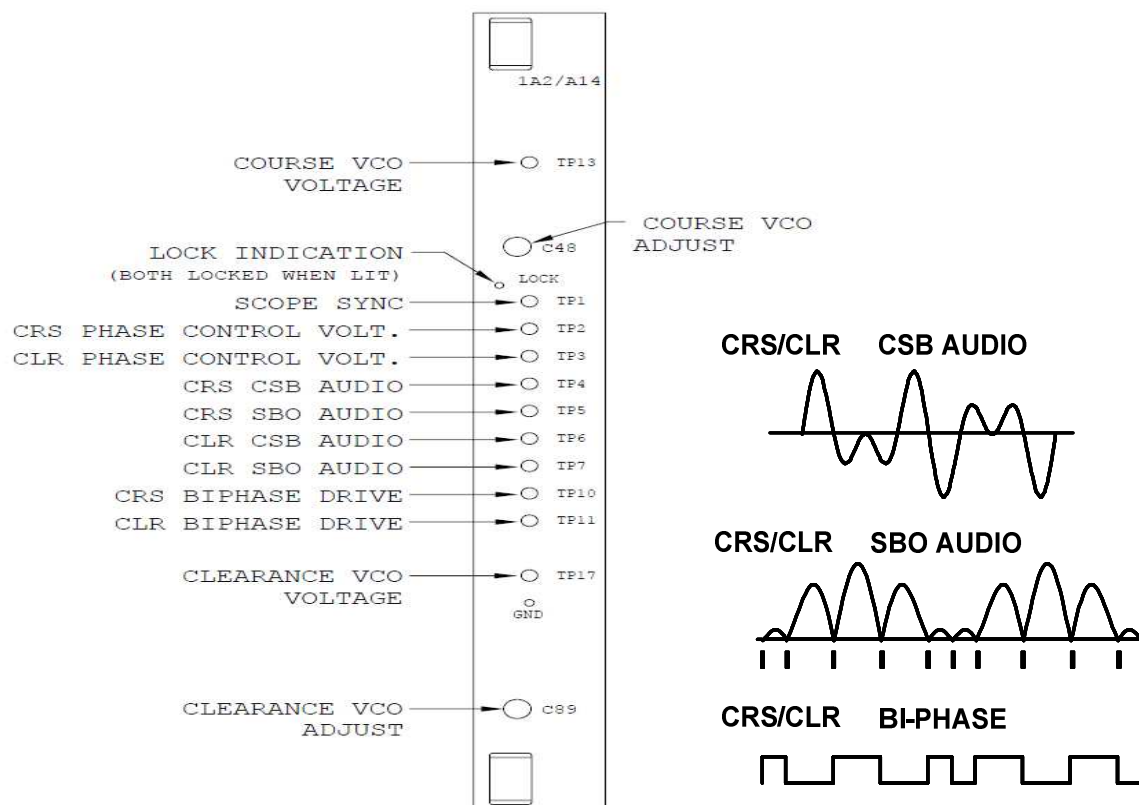 1A2/A14
COURSE VCO
VOLTAGE
TP13
COURSE VCO
ADJUST
C48
LOCK INDICATION
(BOTH LOCKED WHEN LIT)
LOCK
SCOPE SYNC
TP1
CRS PHASE CONTROL VOLT.
TP2
CLR PHASE CONTROL VOLT.
TP3
CRS CSB AUDIO
TP4
CRS SBO AUDIO
TP5
CLR CSB AUDIO
TP6
CLR SBO AUDIO
TP7
CRS BIPHASE DRIVE
TP10
CLR BIPHASE DRIVE
TP11
CLEARANCE VCO
VOLTAGE
TP17
GND
CLEARANCE VCO
ADJUST
C89
CRS/CLR CSB AUDIO
CRS/CLR SBO AUDIO
CRS/CLR BI-PHASE